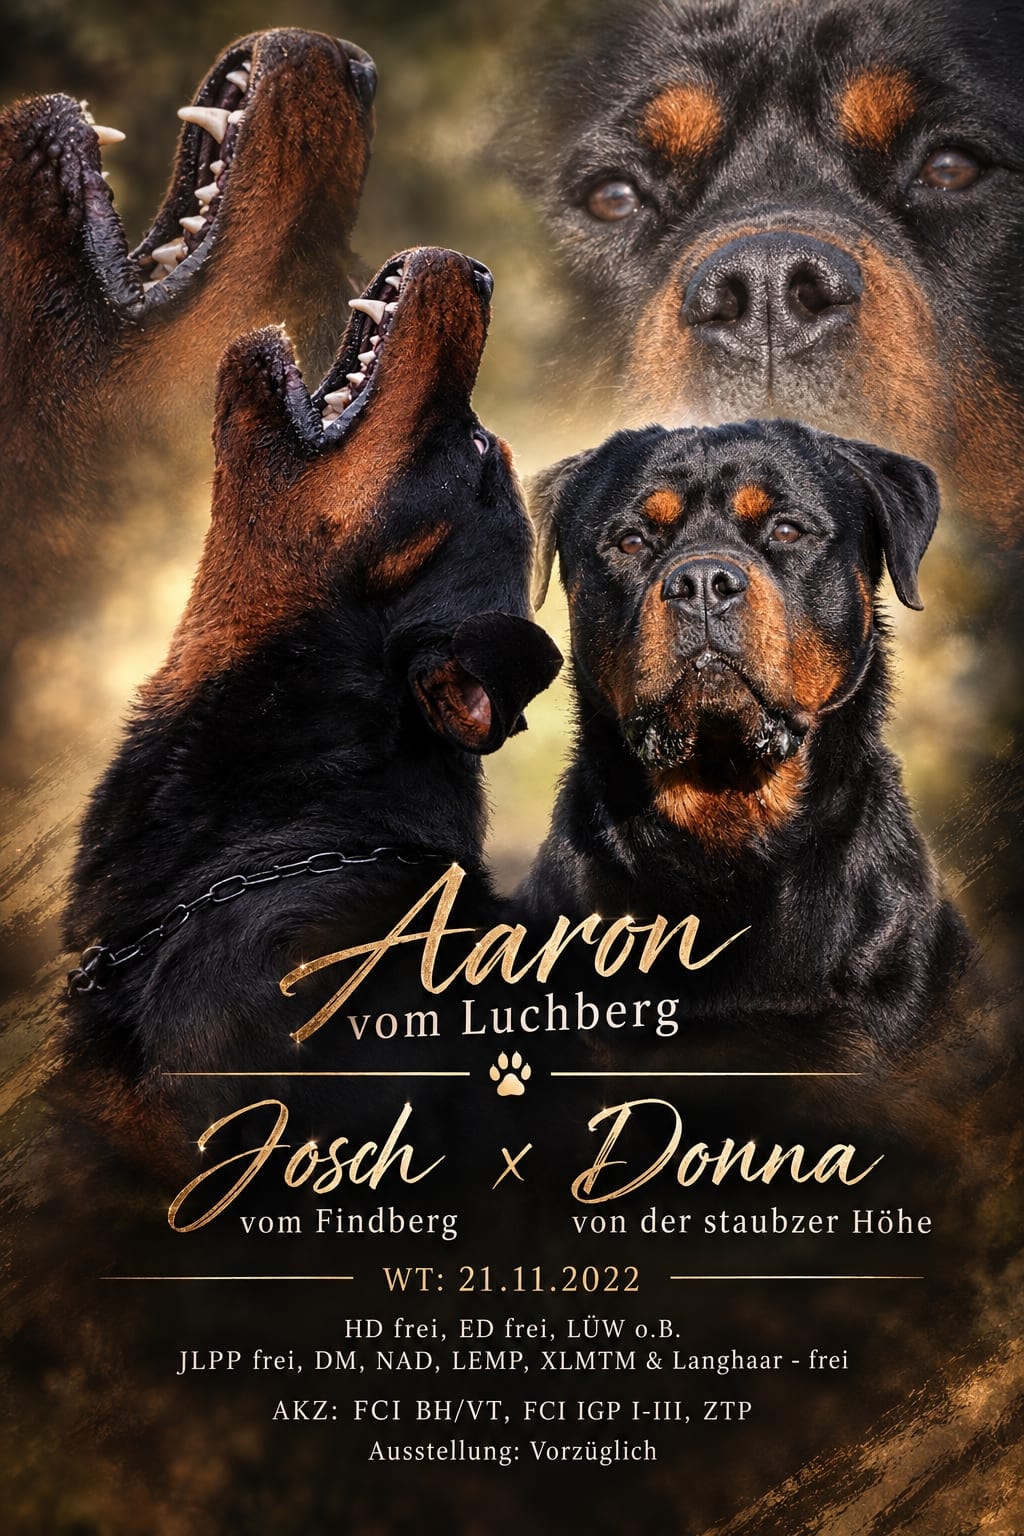 Aaron
vom Luchberg
Josch x Donna
vom Findberg von der staubzer Höhe
WT: 21.11.2022
HD frei, ED frei, LÜW o.B.
JLPP frei, DM, NAD, LEMP, XLMTM & Langhaar - frei
AKZ: FCI BH/VT, FCI IGP I-III, ZTP
Ausstellung: Vorzüglich